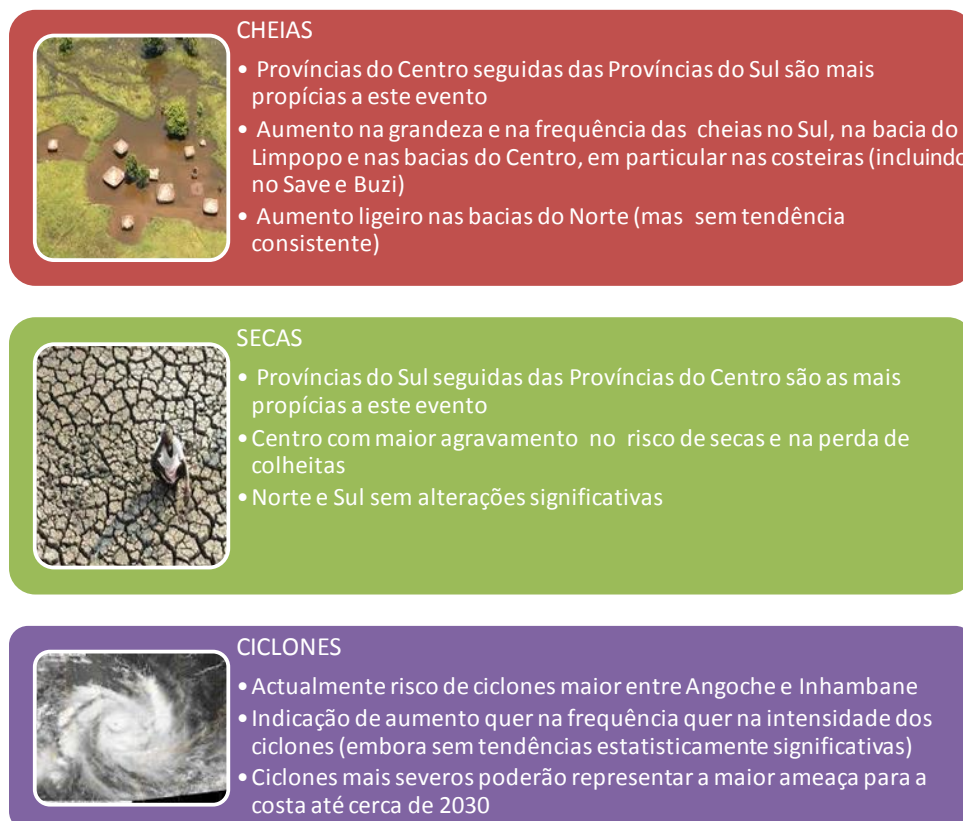 CHEIAS
• Províncias do Centro seguidas das Províncias do Sul são mais
propícias a este evento
• Aumento na grandeza e na frequência das cheias no Sul, na bacia do
Limpopo e nas bacias do Centro, em particular nas costeiras (incluindo
no Save e Buzi)
• Aumento ligeiro nas bacias do Norte (mas sem tendência
consistente)
SECAS
• Províncias do Sul seguidas das Províncias do Centro são as mais
propícias a este evento
• Centro com maior agravamento no risco de secas e na perda de
colheitas
• Norte e Sul sem alterações significativas
CICLONES
• Actualmente risco de ciclones maior entre Angoche e Inhambane
• Indicação de aumento quer na frequência quer na intensidade dos
ciclones (embora sem tendências estatisticamente significativas)
• Ciclones mais severos poderão representar a maior ameaça para a
costa até cerca de 2030